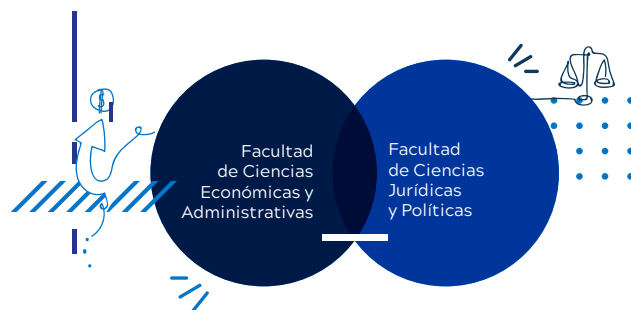 Facultad
de Ciencias
Económicas y
Administrativas
Facultad
de Ciencias
Jurídicas
y Políticas
$